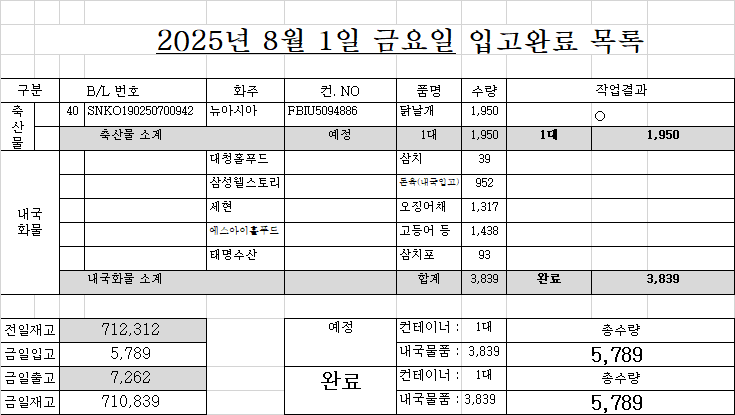 2025년 8월 1일 금요일 입고완료 목록
구분 B/L 번호 화주 컨. NO 품명 수량 작업결과
축산물 40 SNKO190250700942 뉴아시아 FBIU5094886 닭날개 1,950 ○
축산물 소계 예정 1대 1,950 1대 1,950
내국화물 대청홀푸드 삼치 39
삼성웰스토리 돈육(내국입고) 952
세현 오징어채 1,317
에스아이홀푸드 고등어 등 1,438
태명수산 삼치포 93
내국화물 소계 합계 3,839 완료 3,839
전일재고 712,312 예정 컨테이너 : 1대 총수량
금일입고 5,789 내국물품 : 3,839 5,789
금일출고 7,262 완료 컨테이너 : 1대 총수량
금일재고 710,839 내국물품 : 3,839 5,789